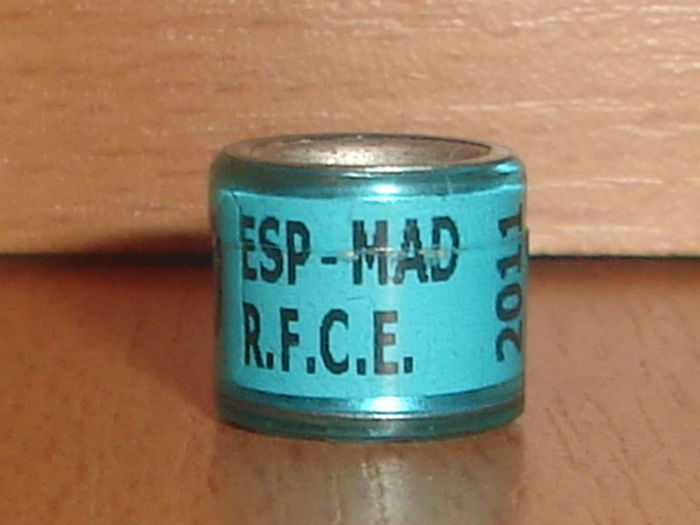 ESP - MAD
R.F.C.E.
2011